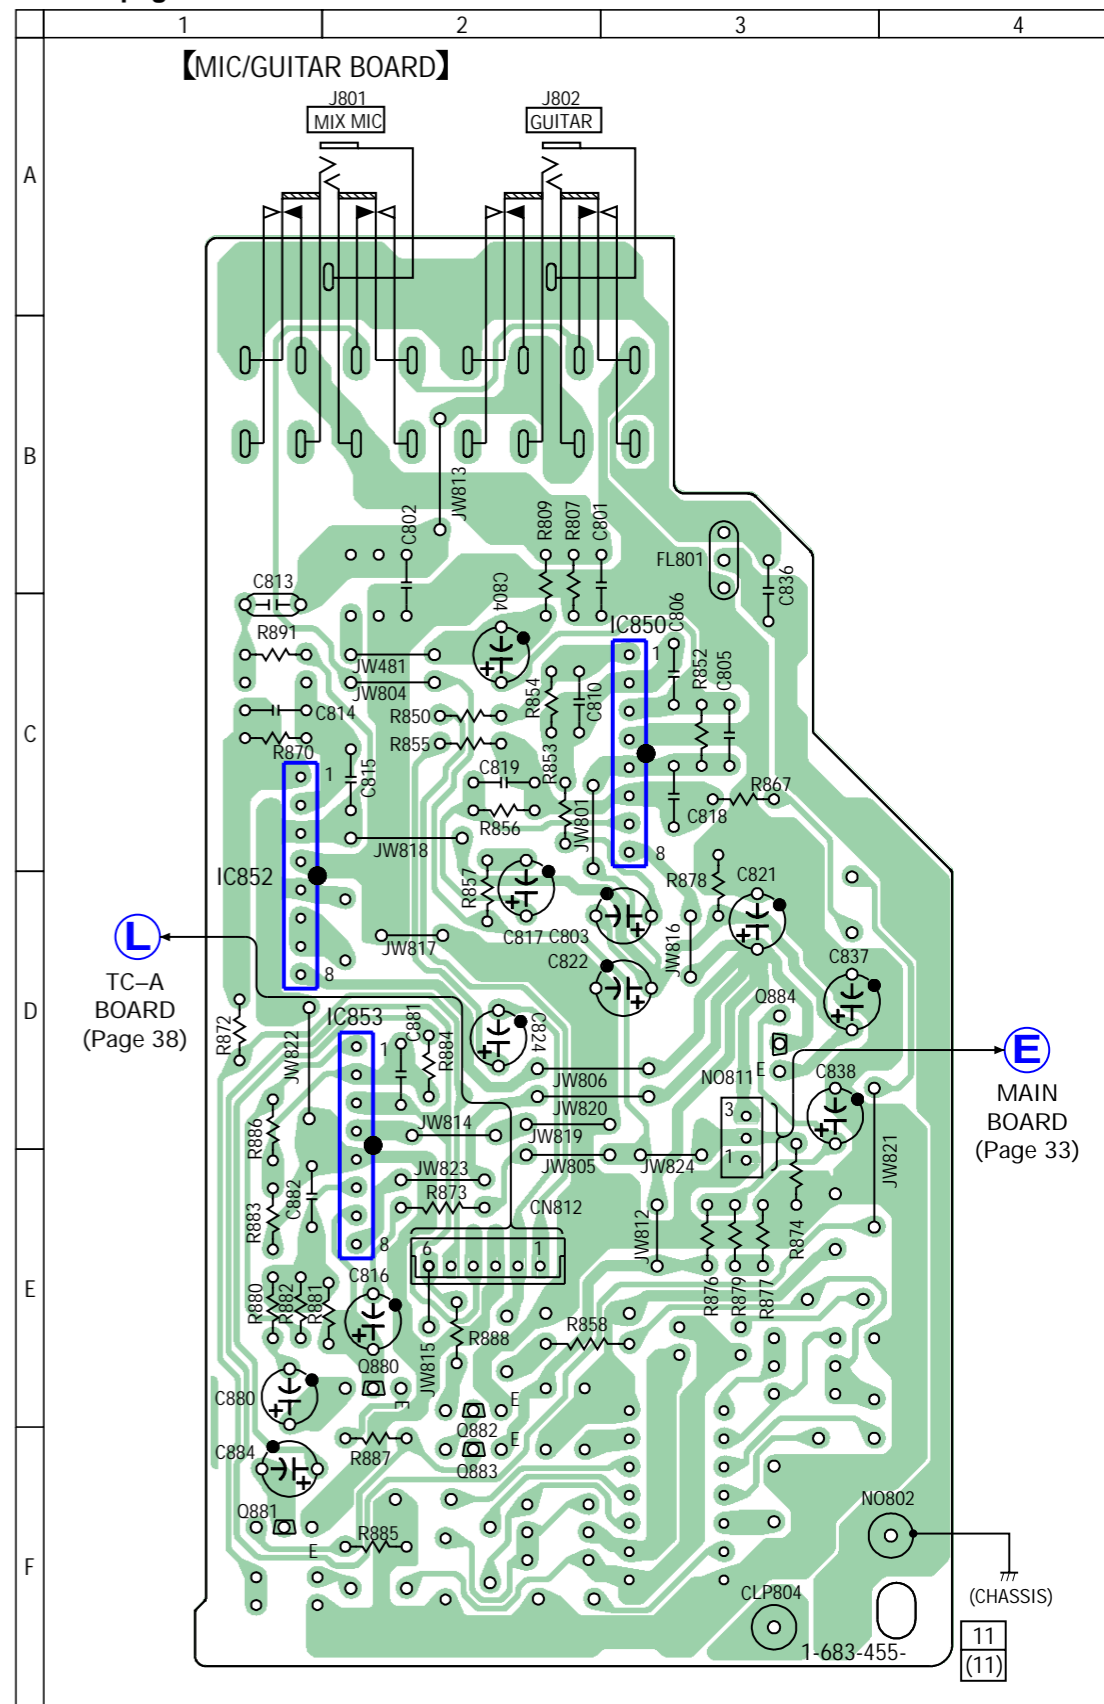 1 2 3 4
A
B
C
D
E
F
【MIC/GUITAR BOARD】
J801
MIX MIC
J802
GUITAR
JW813
C802
R809
R807
C801
FL801
C836
C813
C804
C806
IC850
1
R891
JW481
JW804
R852
C805
R854
C810
C814
R850
R855
R870
1
C815
C819
R853
R867
R856
JW801
C818
JW818
8
IC852
R857
R878
C821
C817
C803
JW816
JW817
C822
C837
8
L
TC–A
BOARD
(Page 38)
Q884
R872
JW822
IC853
1
C881
R884
C824
E
E
MAIN
BOARD
(Page 33)
JW806
NO811
C838
3
1
JW820
R886
JW814
JW819
JW805
JW824
JW821
JW823
C882
R873
R883
CN812
JW812
R874
8
6
1
C816
R880
R882
R881
R876
R879
R877
R888
R858
JW815
Q880
E
C880
E
Q882
C884
R887
E
Q883
Q881
E
R885
NO802
(CHASSIS)
CLP804
1-683-455-
11
(11)